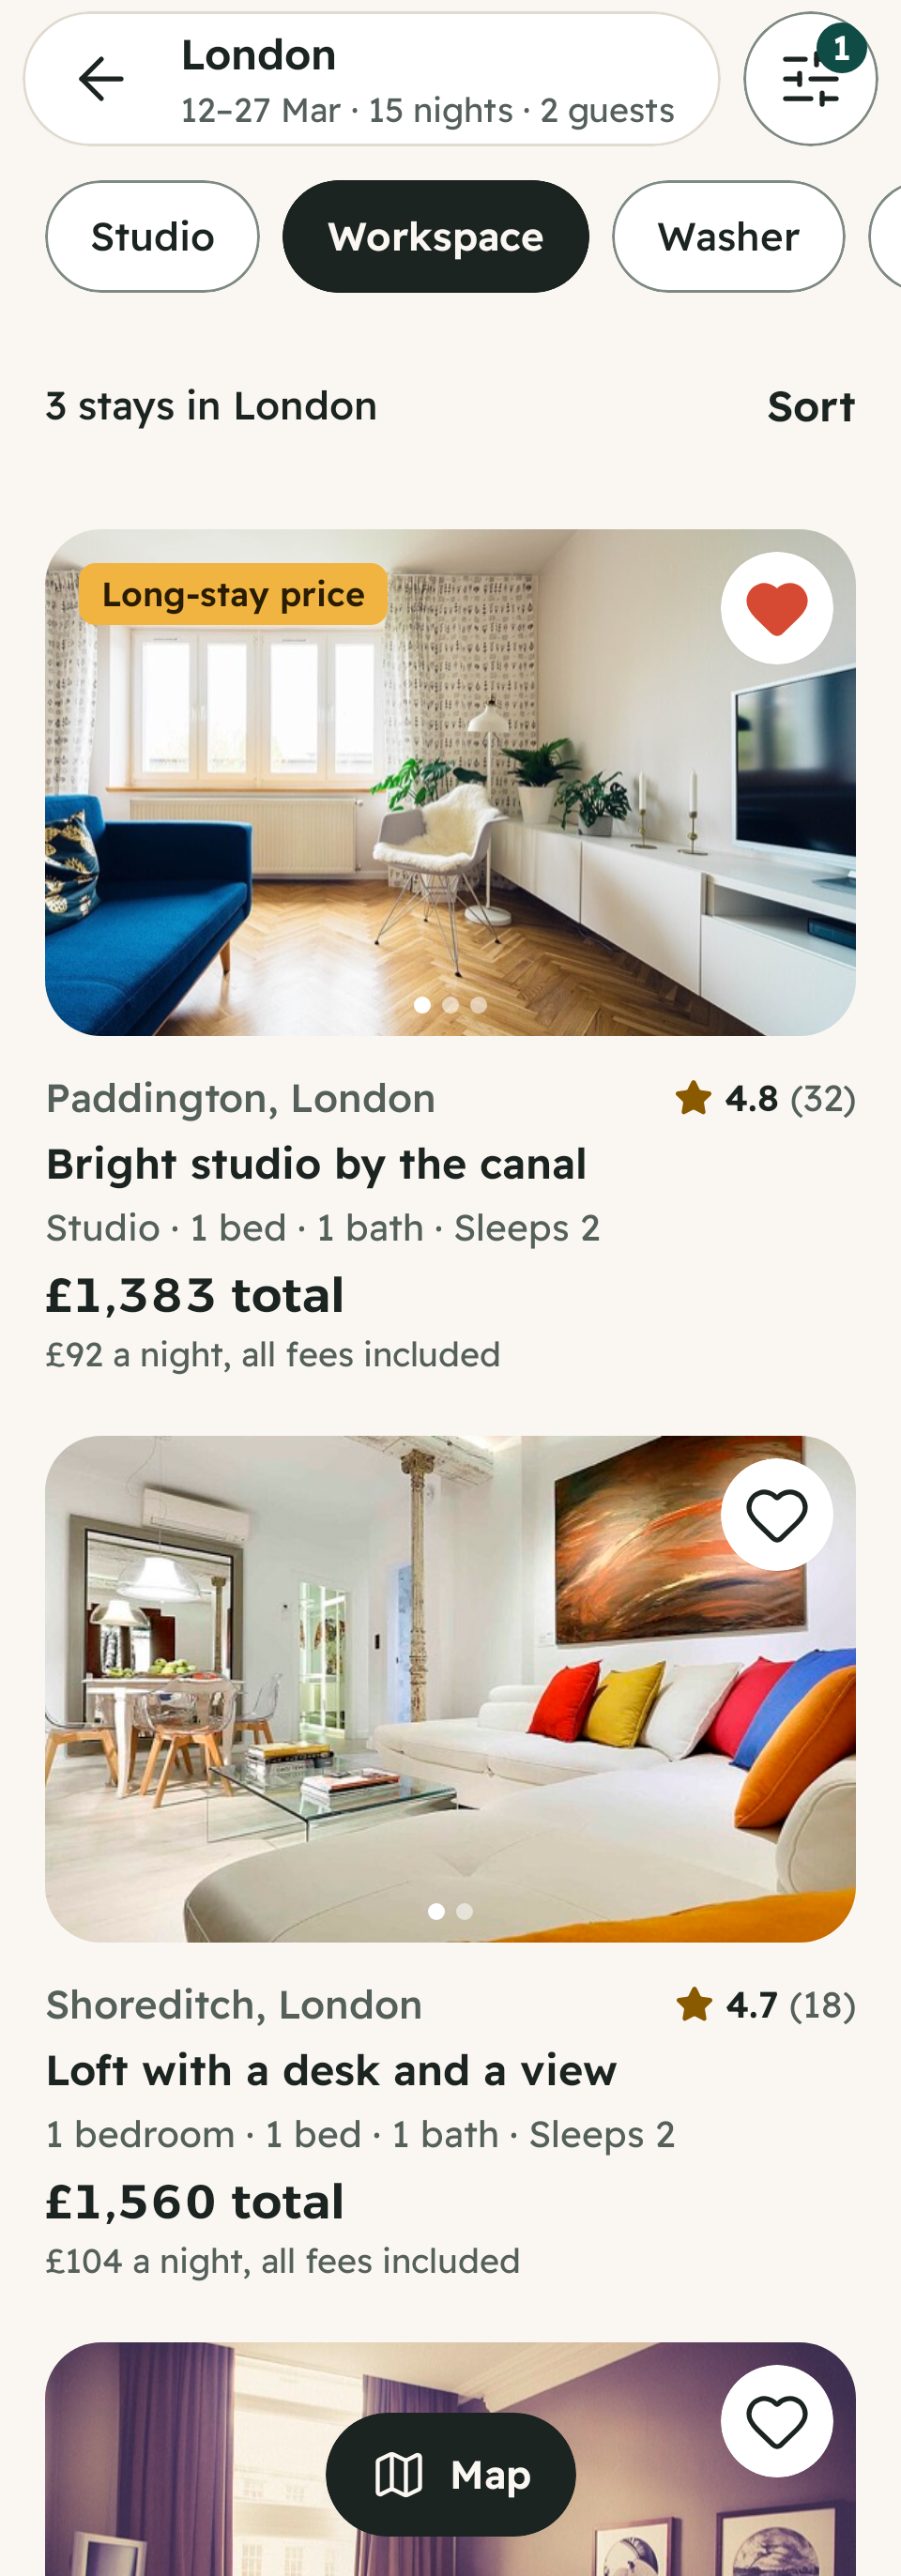 London
12–27 Mar · 15 nights · 2 guests
1
Studio
Workspace
Washer
3 stays in London
Sort
Long-stay price
Paddington, London
4.8 (32)
Bright studio by the canal
Studio · 1 bed · 1 bath · Sleeps 2
£1,383 total
£92 a night, all fees included
Shoreditch, London
4.7 (18)
Loft with a desk and a view
1 bedroom · 1 bed · 1 bath · Sleeps 2
£1,560 total
£104 a night, all fees included
Map